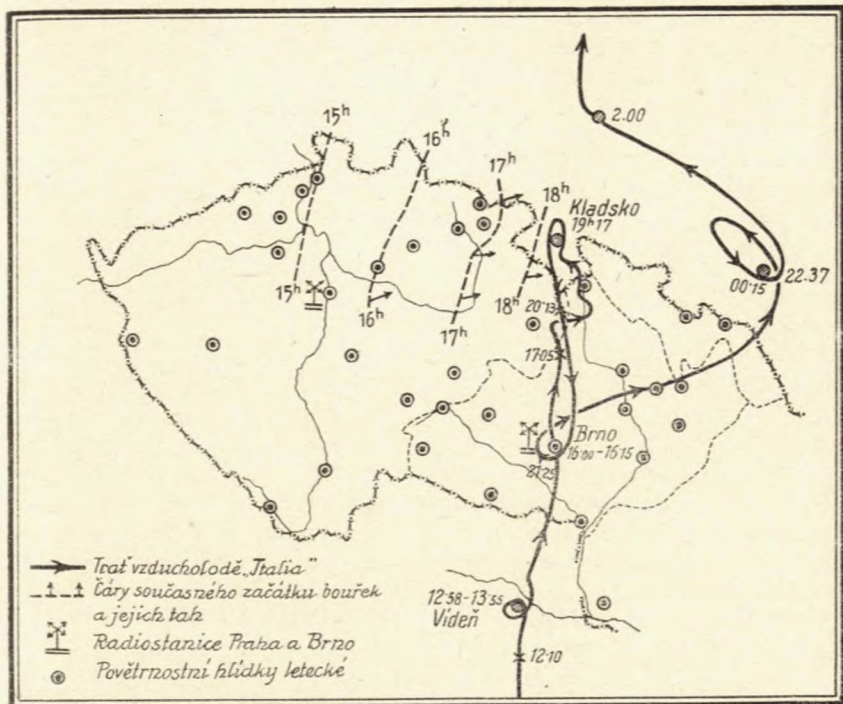 2.00
15ʰ
16ʰ
17ʰ
18ʰ
Kladsko
19ʰ17
00·15
22.37
15ʰ
16ʰ
17ʰ
18ʰ
20·13
17·05
Brno
16·00-16·15
21·25
12·58-13·55
Vídeň
12·10
Trať vzducholodě „Italia"
Čáry současného začátku bouřek
a jejich tah
Radiostanice Praha a Brno
Povětrnostní hlídky letecké